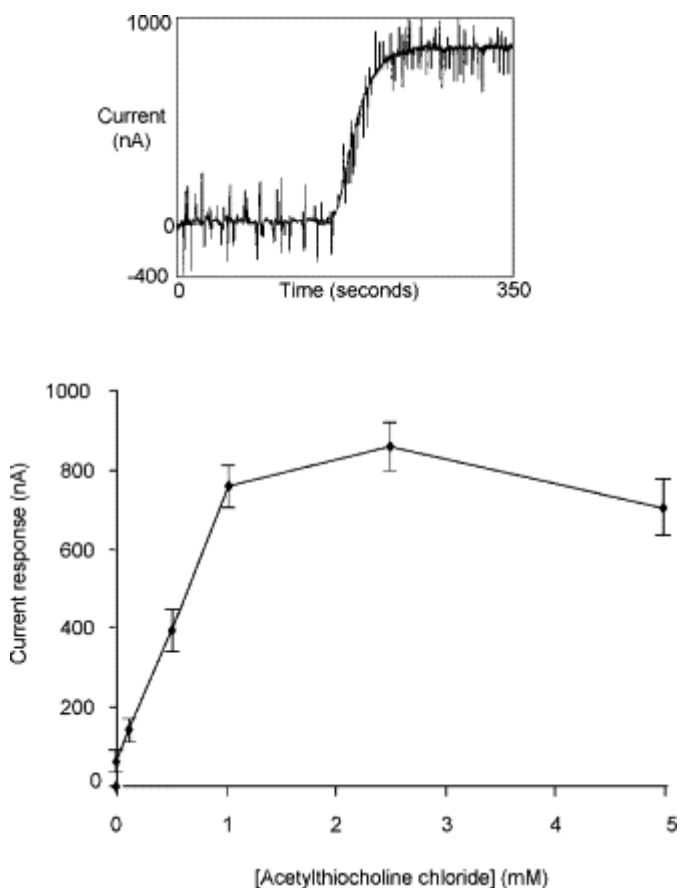 1000
Current
(nA)
0
-400
0 Time (seconds) 350
1000
800
600
400
200
0
Current response (nA)
0 1 2 3 4 5
[Acetylthiocholine chloride] (mM)